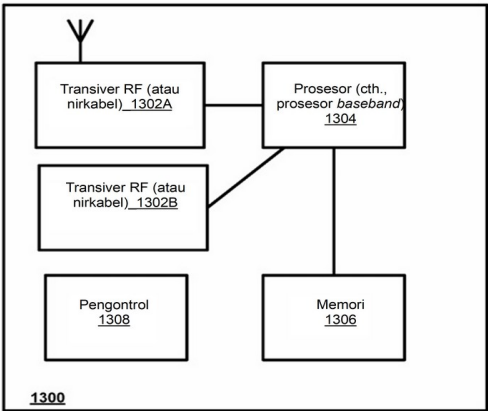 Transiver RF (atau
nirkabel) 1302A
Prosesor (cth.,
prosesor baseband)
1304
Transiver RF (atau
nirkabel) 1302B
Pengontrol
1308
Memori
1306
1300